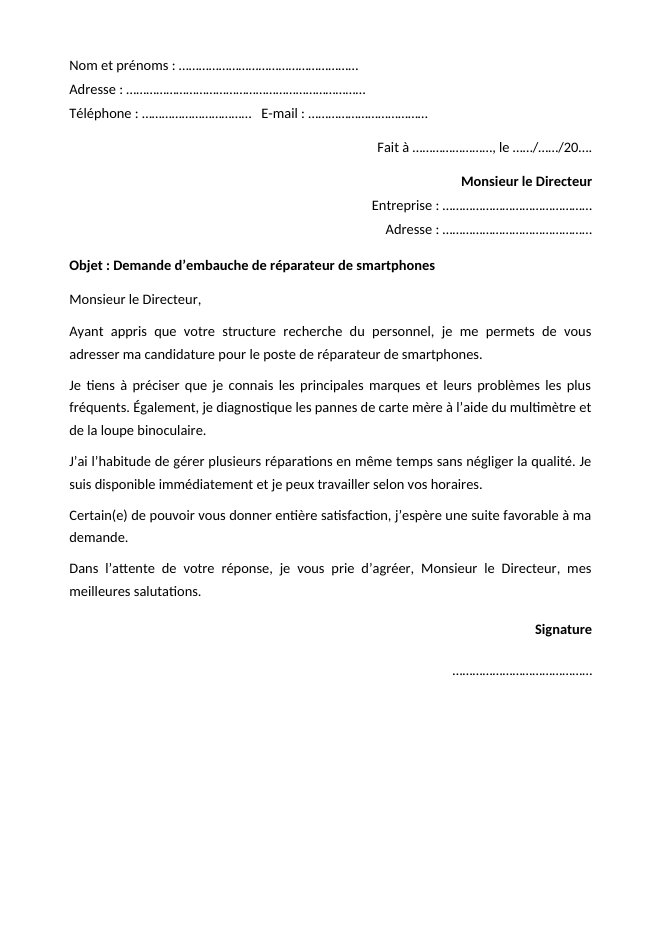 Nom et prénoms : ………………………………………………
Adresse : ………………………………………………………………
Téléphone : ……………………………  E-mail : ………………………………
Fait à ……………………, le ……/……/20….
Monsieur le Directeur
Entreprise : ………………………………………
Adresse : ………………………………………
Objet : Demande d’embauche de réparateur de smartphones
Monsieur le Directeur,
Ayant appris que votre structure recherche du personnel, je me permets de vous
adresser ma candidature pour le poste de réparateur de smartphones.
Je tiens à préciser que je connais les principales marques et leurs problèmes les plus
fréquents. Également, je diagnostique les pannes de carte mère à l’aide du multimètre et
de la loupe binoculaire.
J’ai l’habitude de gérer plusieurs réparations en même temps sans négliger la qualité. Je
suis disponible immédiatement et je peux travailler selon vos horaires.
Certain(e) de pouvoir vous donner entière satisfaction, j’espère une suite favorable à ma
demande.
Dans l’attente de votre réponse, je vous prie d’agréer, Monsieur le Directeur, mes
meilleures salutations.
Signature
……………………………………